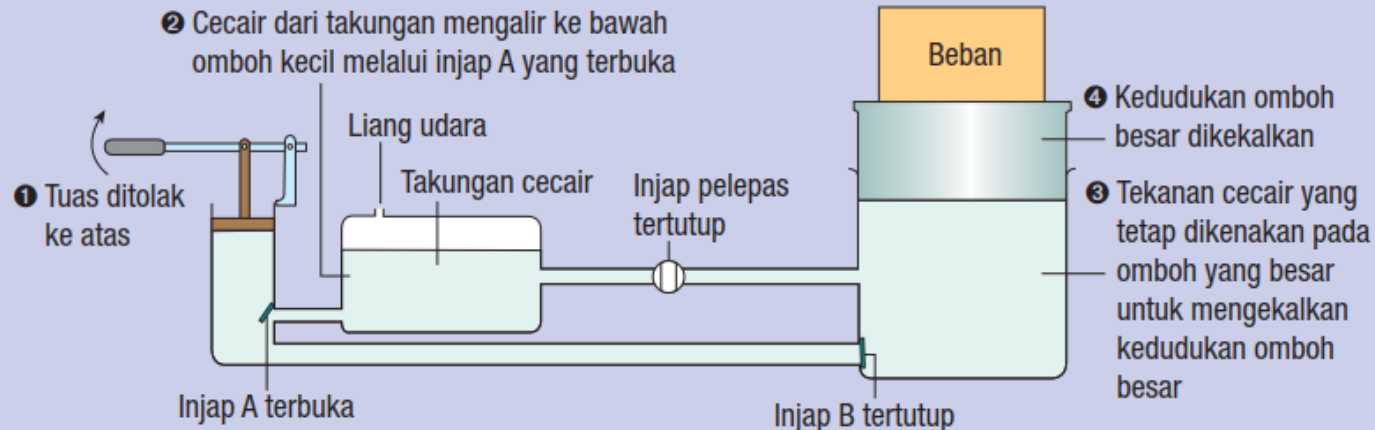 ❷ Cecair dari takungan mengalir ke bawah
omboh kecil melalui injap A yang terbuka
Beban
Liang udara
Takungan cecair
Injap pelepas
tertutup
❶ Tuas ditolak
ke atas
❹ Kedudukan omboh
besar dikekalkan
❸ Tekanan cecair yang
tetap dikenakan pada
omboh yang besar
untuk mengekalkan
kedudukan omboh
besar
Injap A terbuka
Injap B tertutup